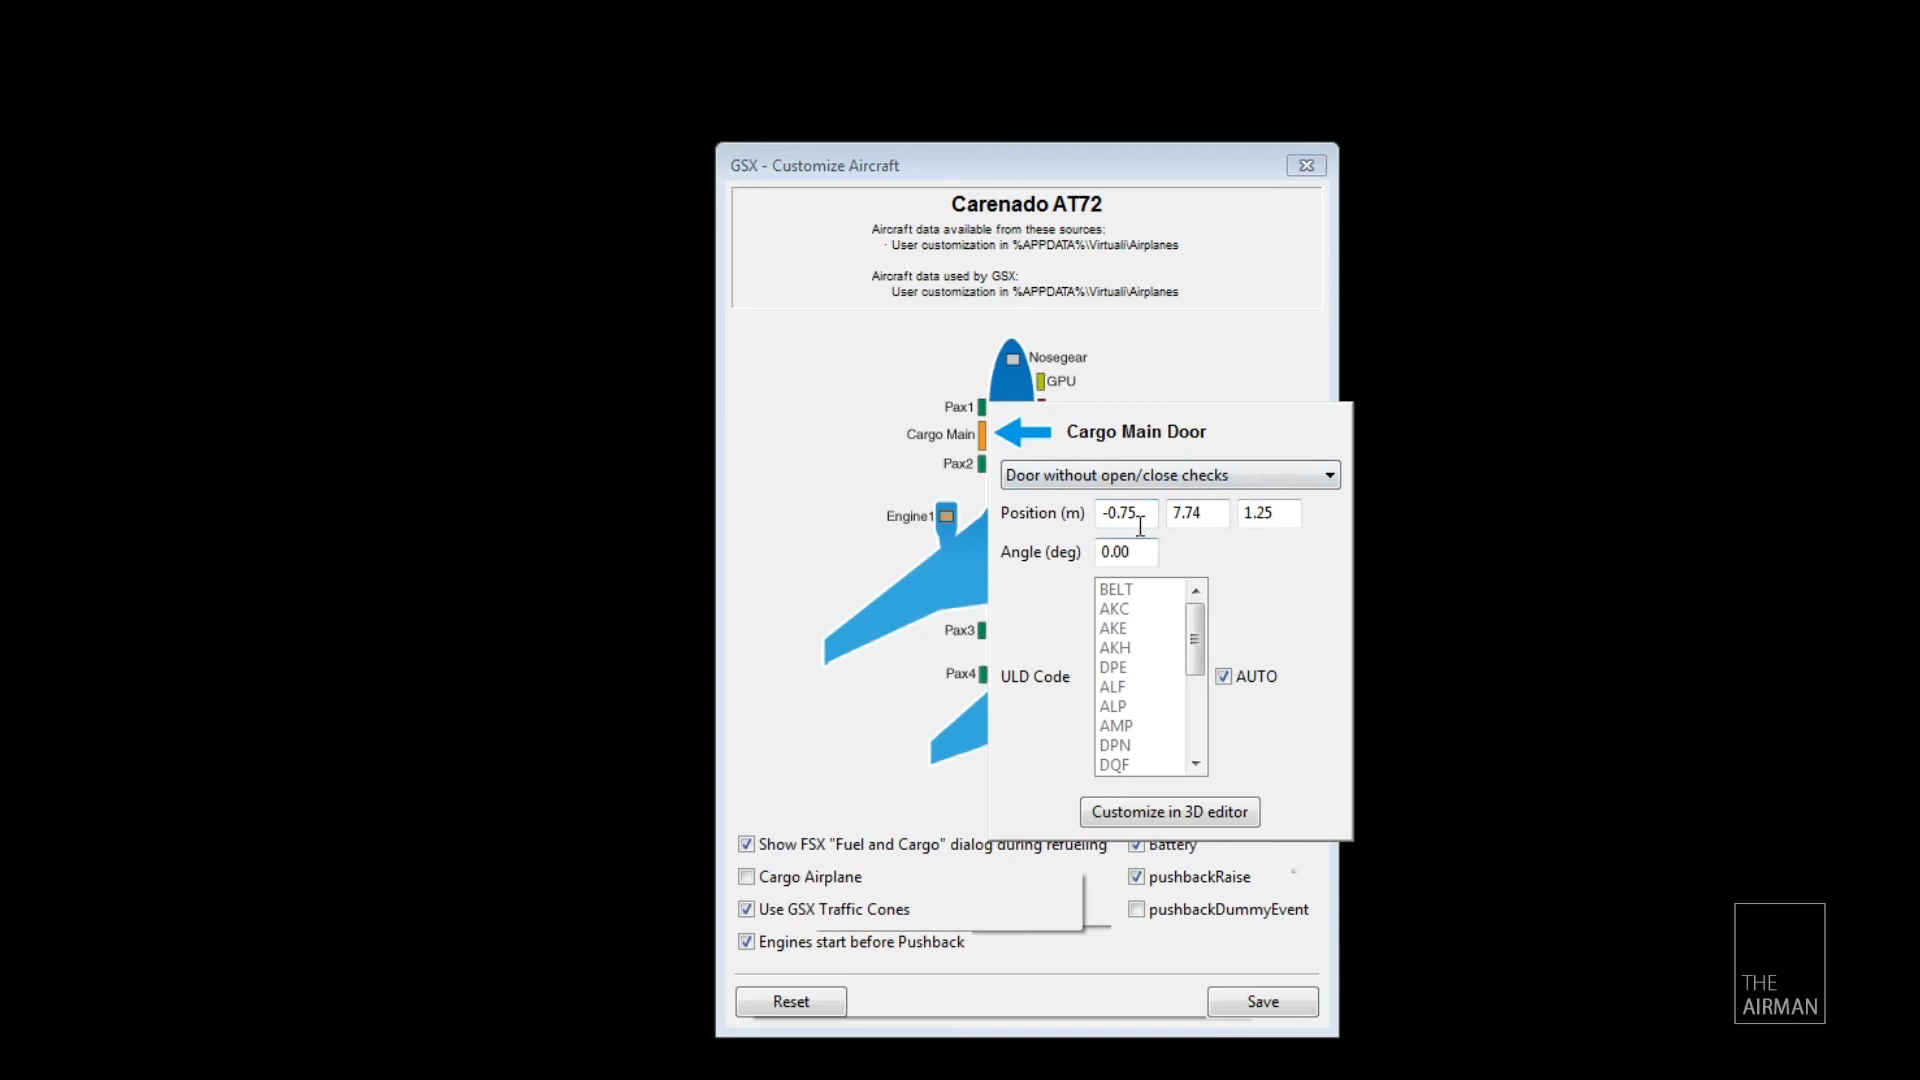 GSX - Customize Aircraft
Carenado AT72
Aircraft data available from these sources:
· User customization in %APPDATA%\Virtuali\Airplanes
Aircraft data used by GSX:
User customization in %APPDATA%\Virtuali\Airplanes
Nosegear
GPU
Pax1
Cargo Main
Pax2
Engine1
Pax3
Pax4
Cargo Main Door
Door without open/close checks
Position (m) -0.75 7.74 1.25
Angle (deg) 0.00
ULD Code
BELT
AKC
AKE
AKH
DPE
ALF
ALP
AMP
DPN
DQF
AUTO
Customize in 3D editor
Show FSX "Fuel and Cargo" dialog during refueling
Battery
Cargo Airplane
pushbackRaise
Use GSX Traffic Cones
pushbackDummyEvent
Engines start before Pushback
Reset
Save
THE
AIRMAN